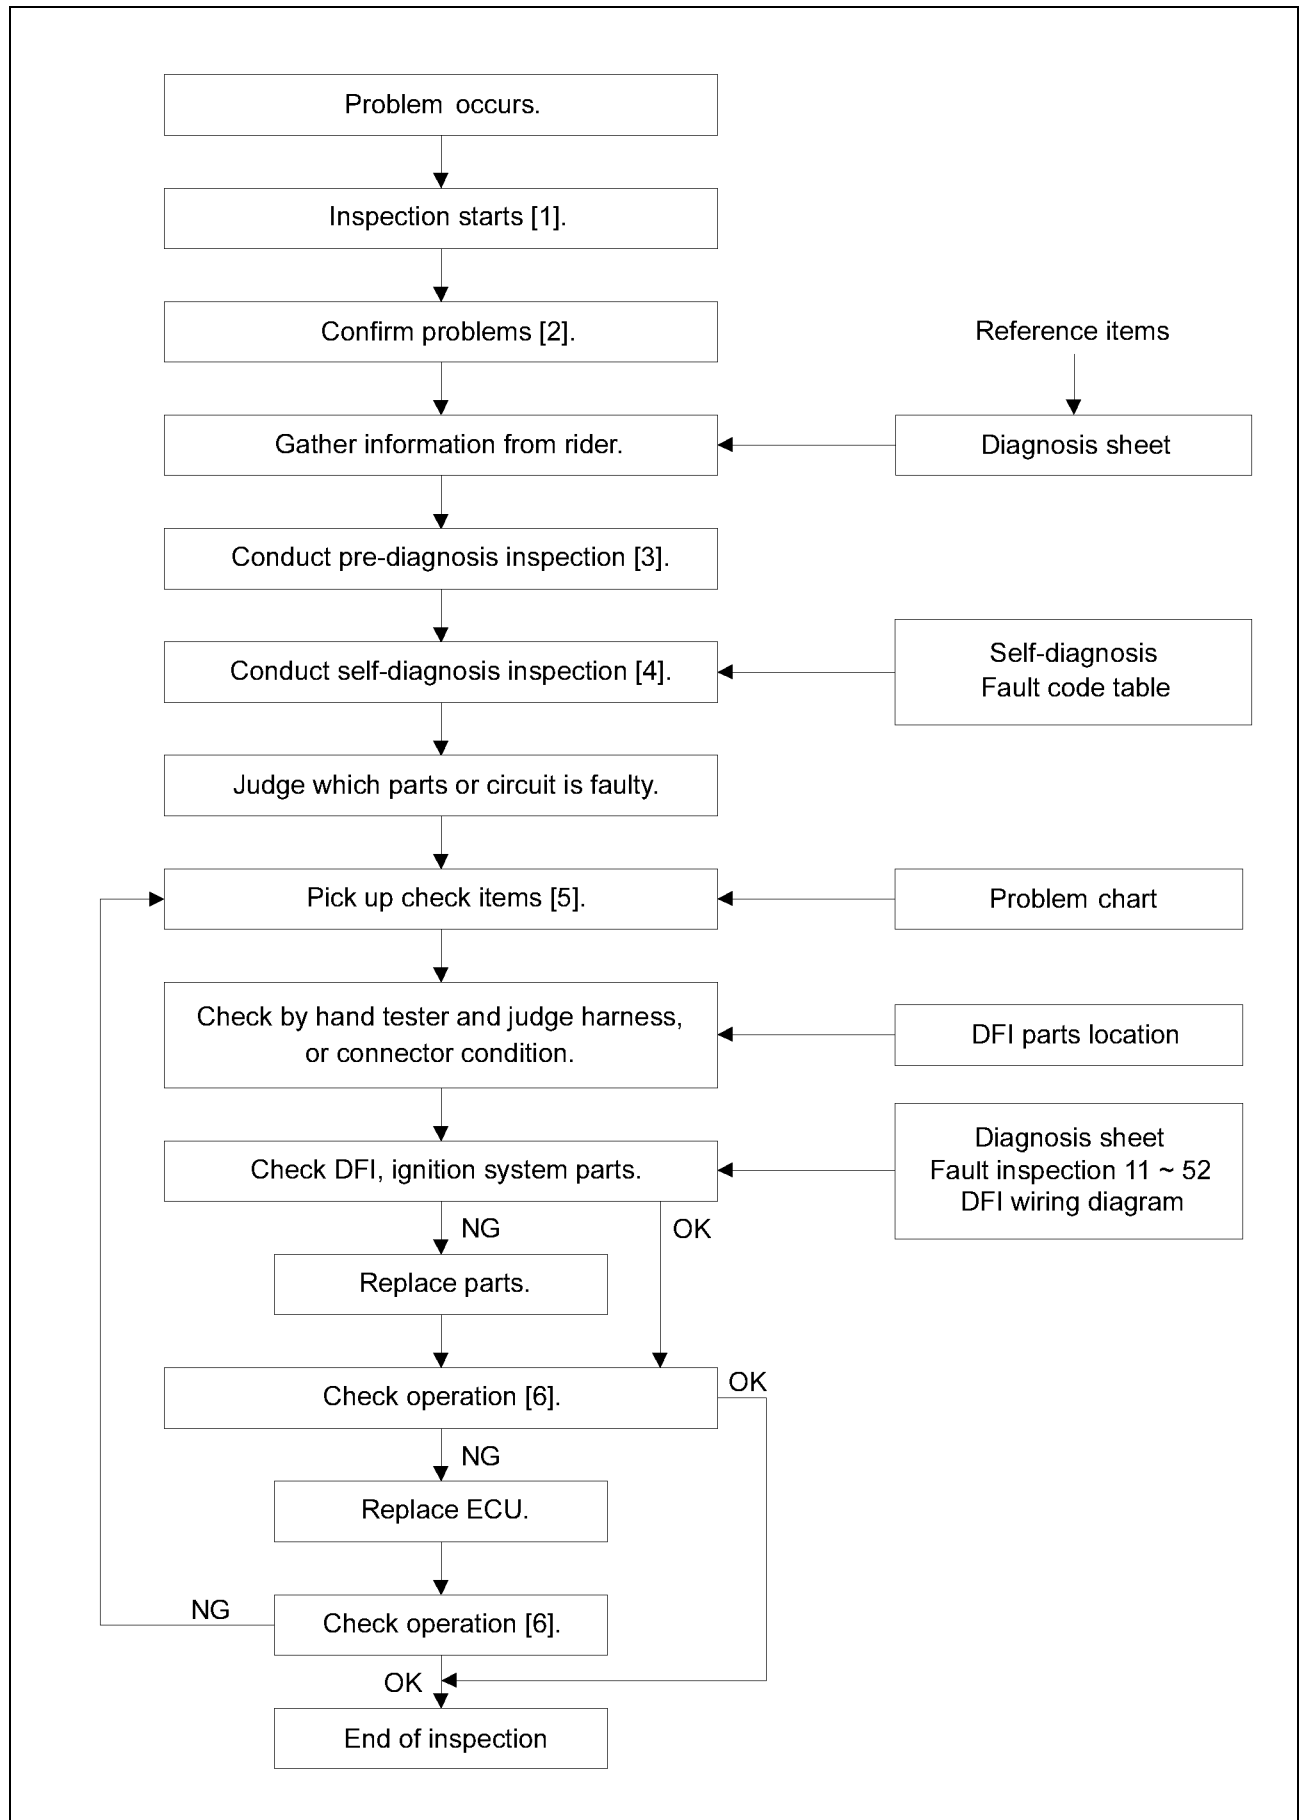 Problem occurs.
Inspection starts [1].
Confirm problems [2].
Reference items
Gather information from rider.
Diagnosis sheet
Conduct pre-diagnosis inspection [3].
Conduct self-diagnosis inspection [4].
Self-diagnosis
Fault code table
Judge which parts or circuit is faulty.
Pick up check items [5].
Problem chart
Check by hand tester and judge harness,
or connector condition.
DFI parts location
Check DFI, ignition system parts.
Diagnosis sheet
Fault inspection 11 ~ 52
DFI wiring diagram
NG
OK
Replace parts.
Check operation [6].
OK
NG
Replace ECU.
NG
Check operation [6].
OK
End of inspection